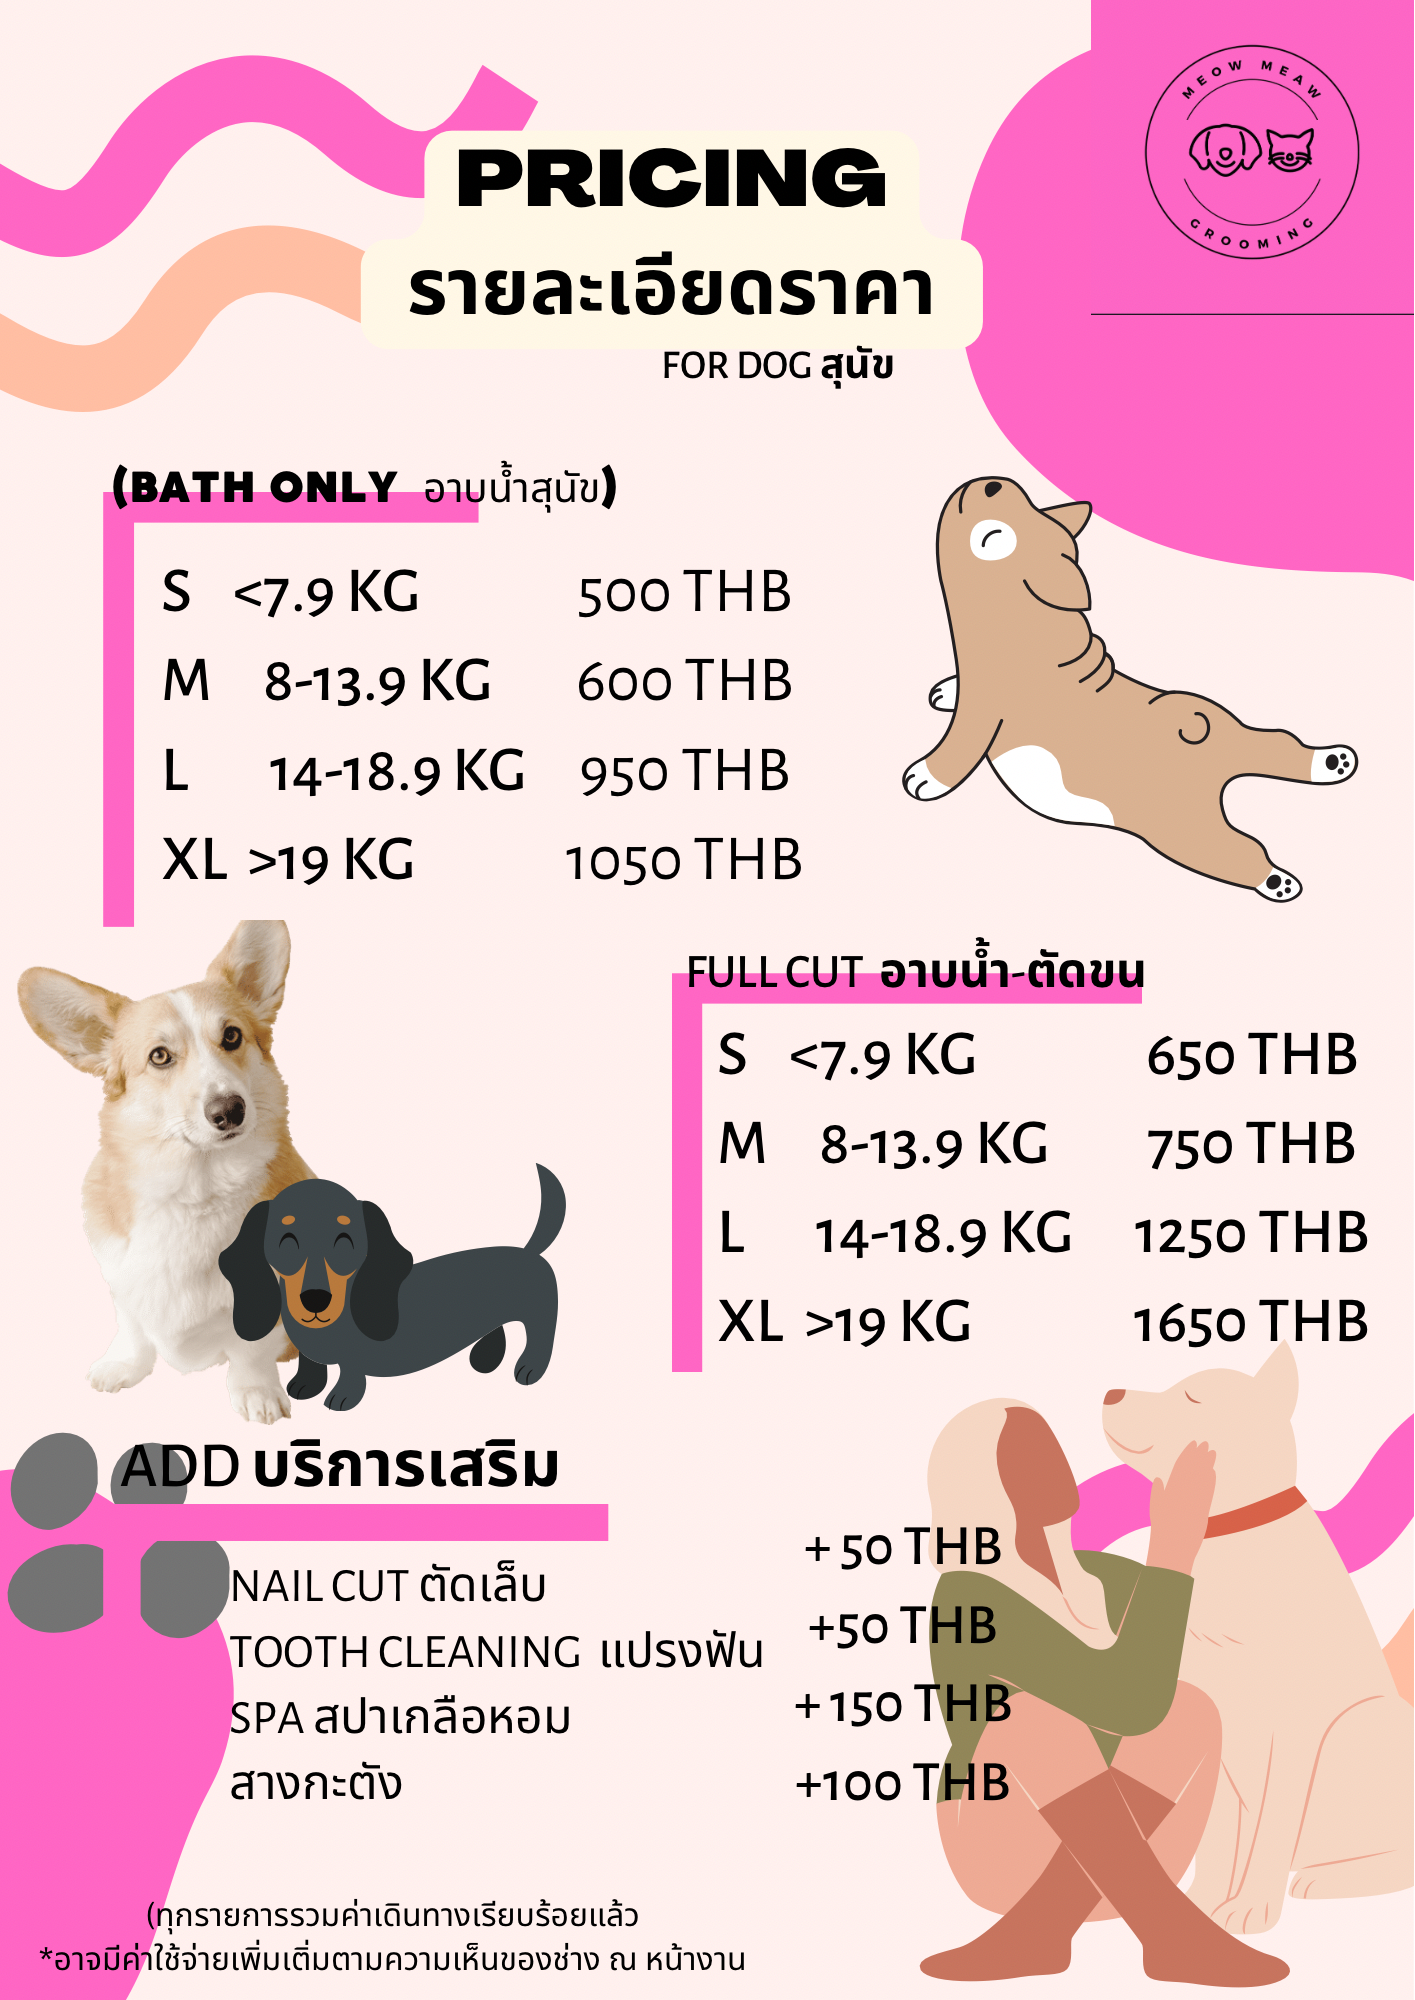 MEOW MEAW
GROOMING
PRICING
รายละเอียดราคา
FOR DOG สุนัข
(BATH ONLY อาบน้ำสุนัข)
S <7.9 KG 500 THB
M 8-13.9 KG 600 THB
L 14-18.9 KG 950 THB
XL >19 KG 1050 THB
FULL CUT อาบน้ำ-ตัดขน
S <7.9 KG 650 THB
M 8-13.9 KG 750 THB
L 14-18.9 KG 1250 THB
XL >19 KG 1650 THB
ADD บริการเสริม
NAIL CUT ตัดเล็บ + 50 THB
TOOTH CLEANING แปรงฟัน +50 THB
SPA สปาเกลือหอม + 150 THB
สางกะตัง +100 THB
(ทุกรายการรวมค่าเดินทางเรียบร้อยแล้ว
*อาจมีค่าใช้จ่ายเพิ่มเติ่มตามความเห็นของช่าง ณ หน้างาน